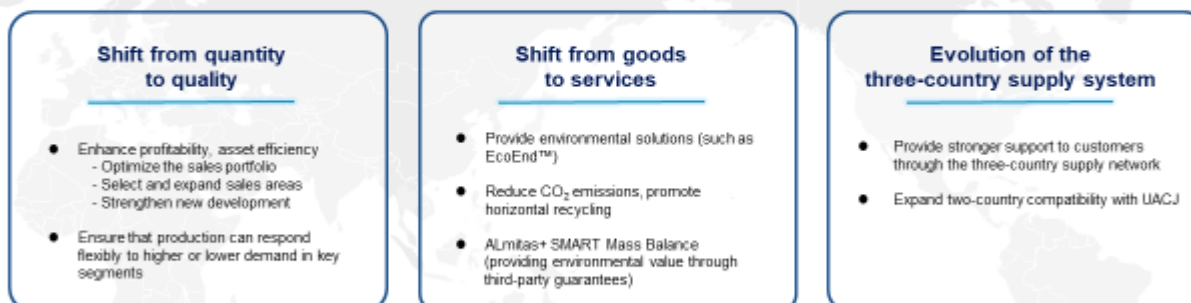 Shift from quantity
to quality
● Enhance profitability, asset efficiency
- Optimize the sales portfolio
- Select and expand sales areas
- Strengthen new development
● Ensure that production can respond
flexibly to higher or lower demand in key
segments
Shift from goods
to services
● Provide environmental solutions (such as
EcoEnd™)
● Reduce CO₂ emissions, promote
horizontal recycling
● ALmitas+ SMART Mass Balance
(providing environmental value through
third-party guarantees)
Evolution of the
three-country supply system
● Provide stronger support to customers
through the three-country supply network
● Expand two-country compatibility with UACJ